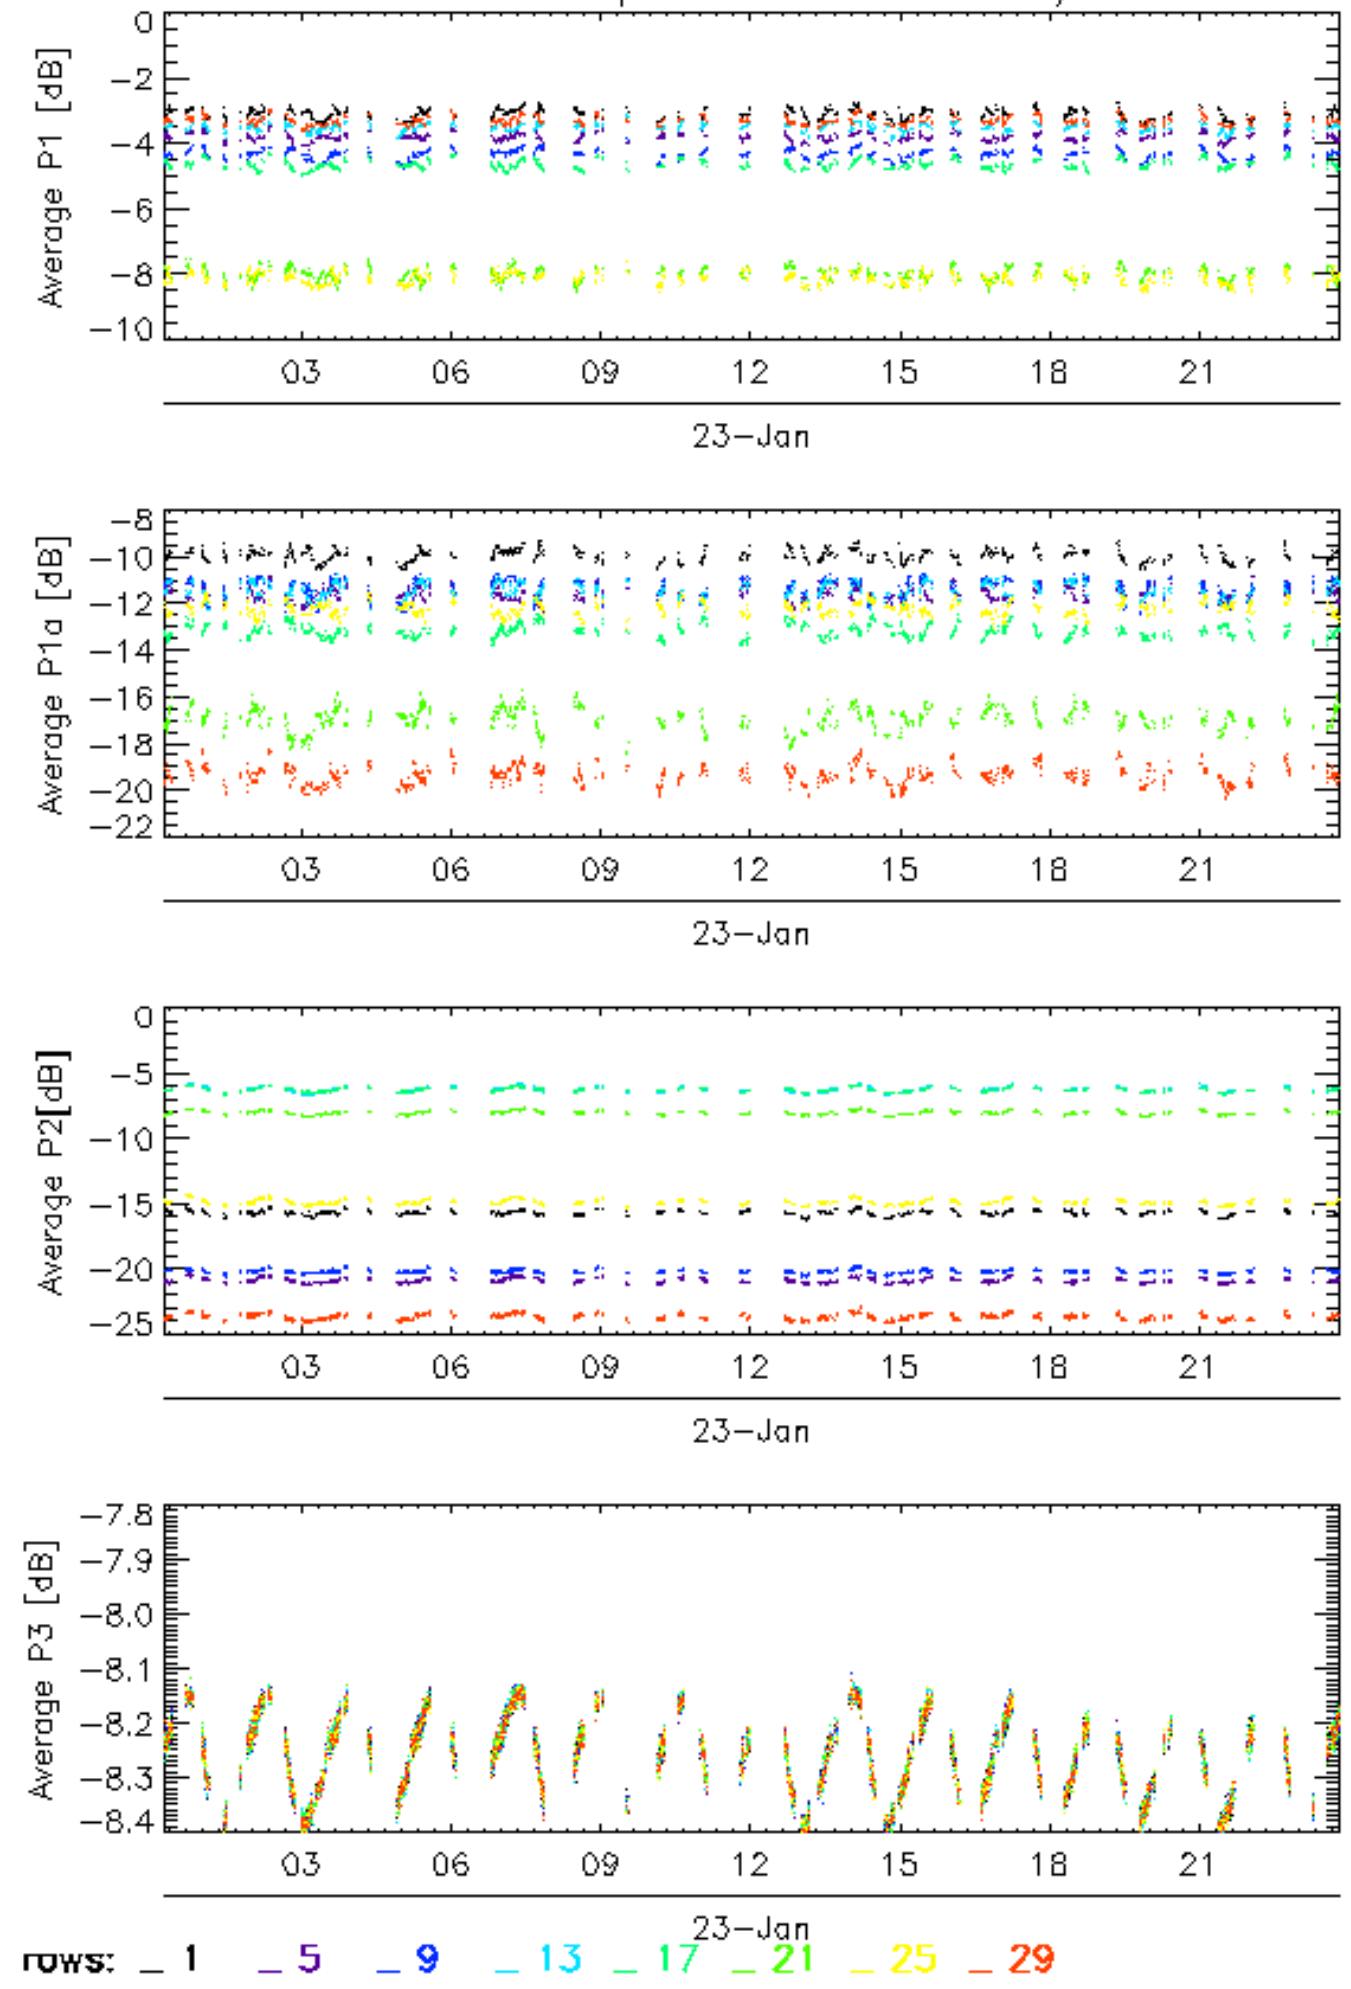 0
−2
−4
−6
−8
−10
Average P1 [dB]
03 06 09 12 15 18 21
23−Jan
−8
−10
−12
−14
−16
−18
−20
−22
Average P1a [dB]
03 06 09 12 15 18 21
23−Jan
0
−5
−10
−15
−20
−25
Average P2[dB]
03 06 09 12 15 18 21
23−Jan
−7.8
−7.9
−8.0
−8.1
−8.2
−8.3
−8.4
Average P3 [dB]
03 06 09 12 15 18 21
23−Jan
rows: _ 1 _ 5 _ 9 _ 13 _ 17 _ 21 _ 25 _ 29